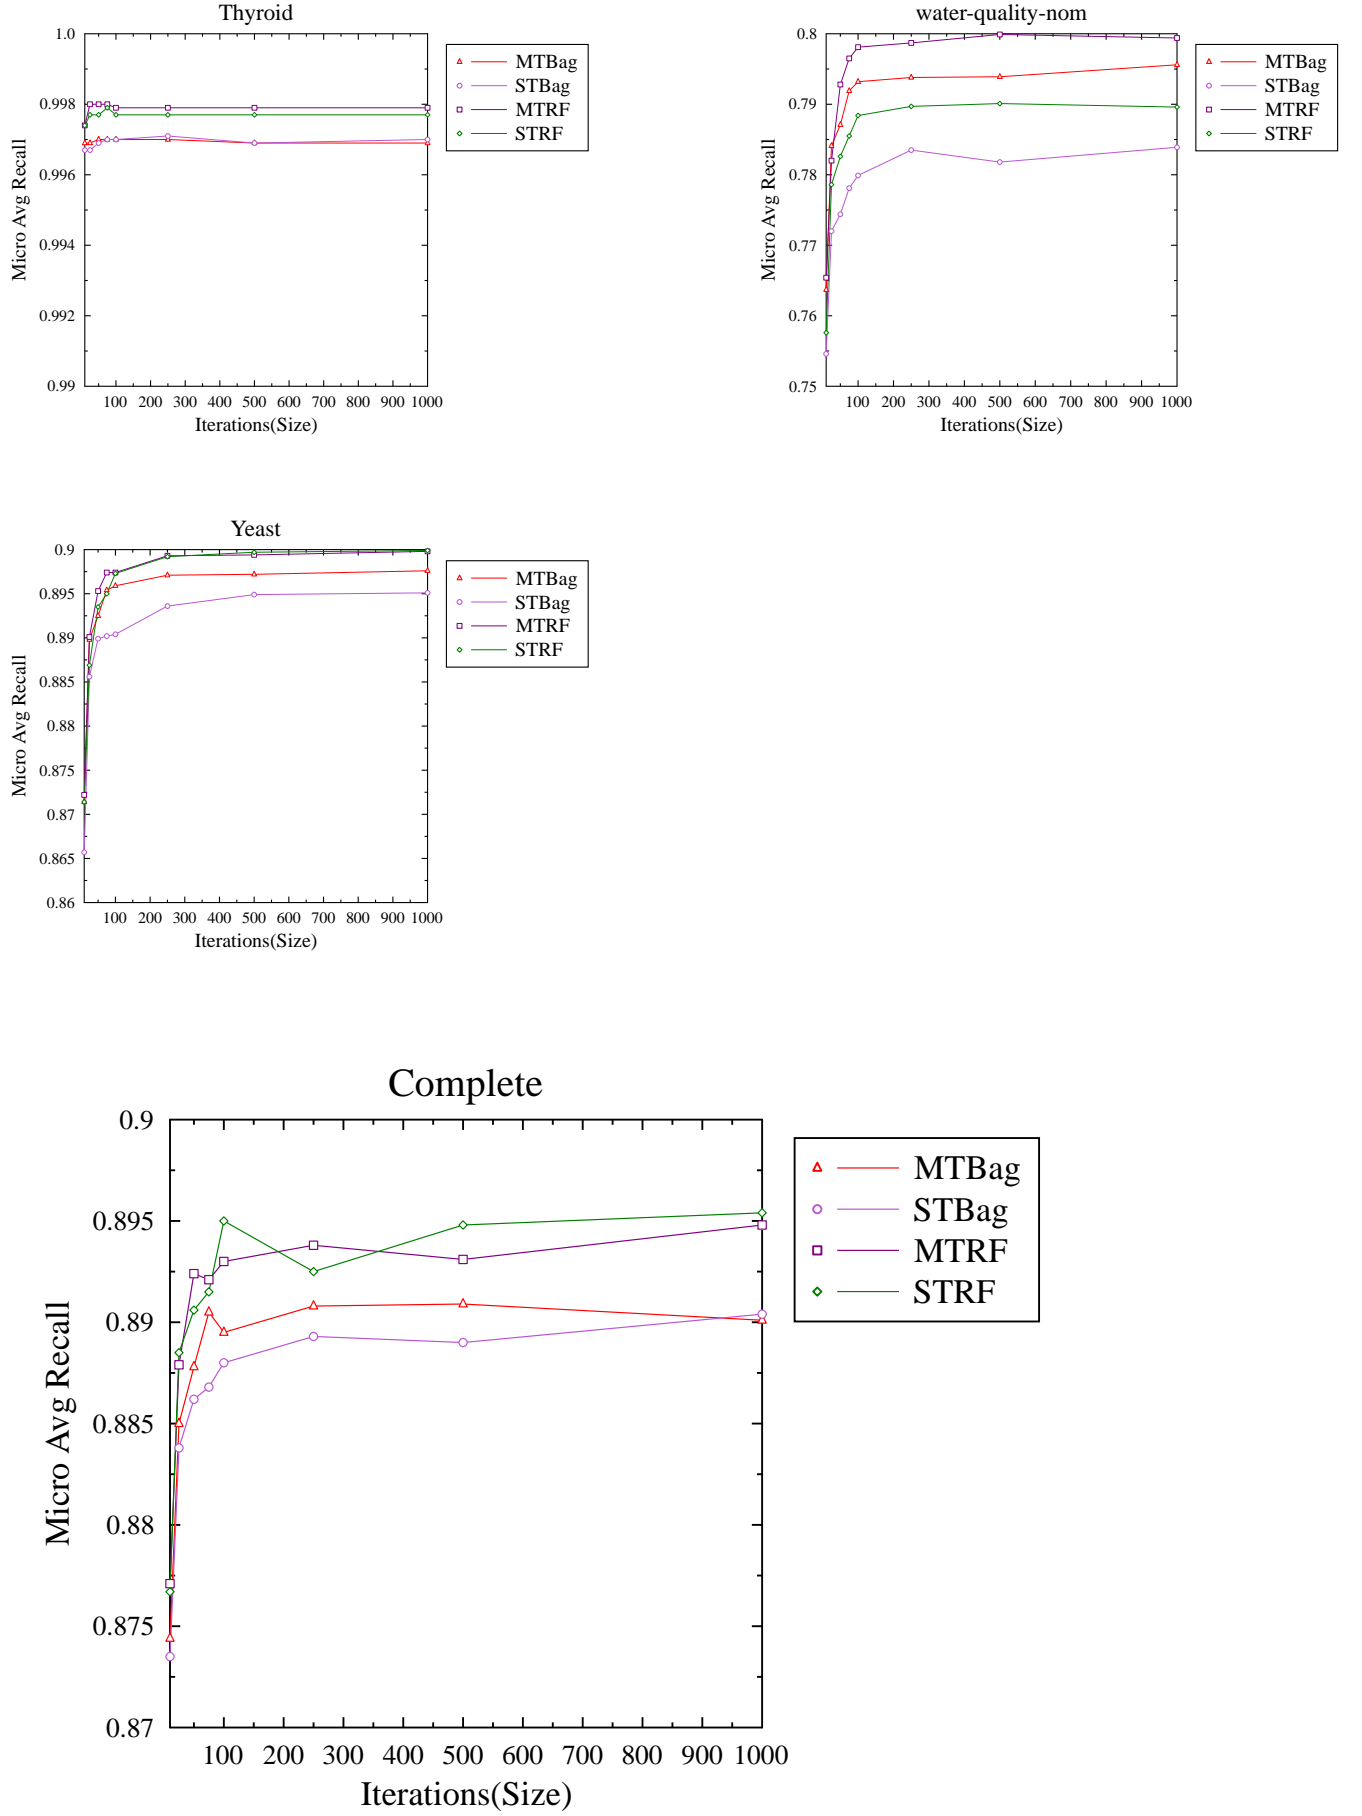 Thyroid
1.0
0.998
0.996
0.994
0.992
0.99
Micro Avg Recall
100 200 300 400 500 600 700 800 900 1000
Iterations(Size)
MTBag
STBag
MTRF
STRF
water-quality-nom
0.8
0.79
0.78
0.77
0.76
0.75
Micro Avg Recall
100 200 300 400 500 600 700 800 900 1000
Iterations(Size)
MTBag
STBag
MTRF
STRF
Yeast
0.9
0.895
0.89
0.885
0.88
0.875
0.87
0.865
0.86
Micro Avg Recall
100 200 300 400 500 600 700 800 900 1000
Iterations(Size)
MTBag
STBag
MTRF
STRF
Complete
0.9
0.895
0.89
0.885
0.88
0.875
0.87
Micro Avg Recall
100 200 300 400 500 600 700 800 900 1000
Iterations(Size)
MTBag
STBag
MTRF
STRF